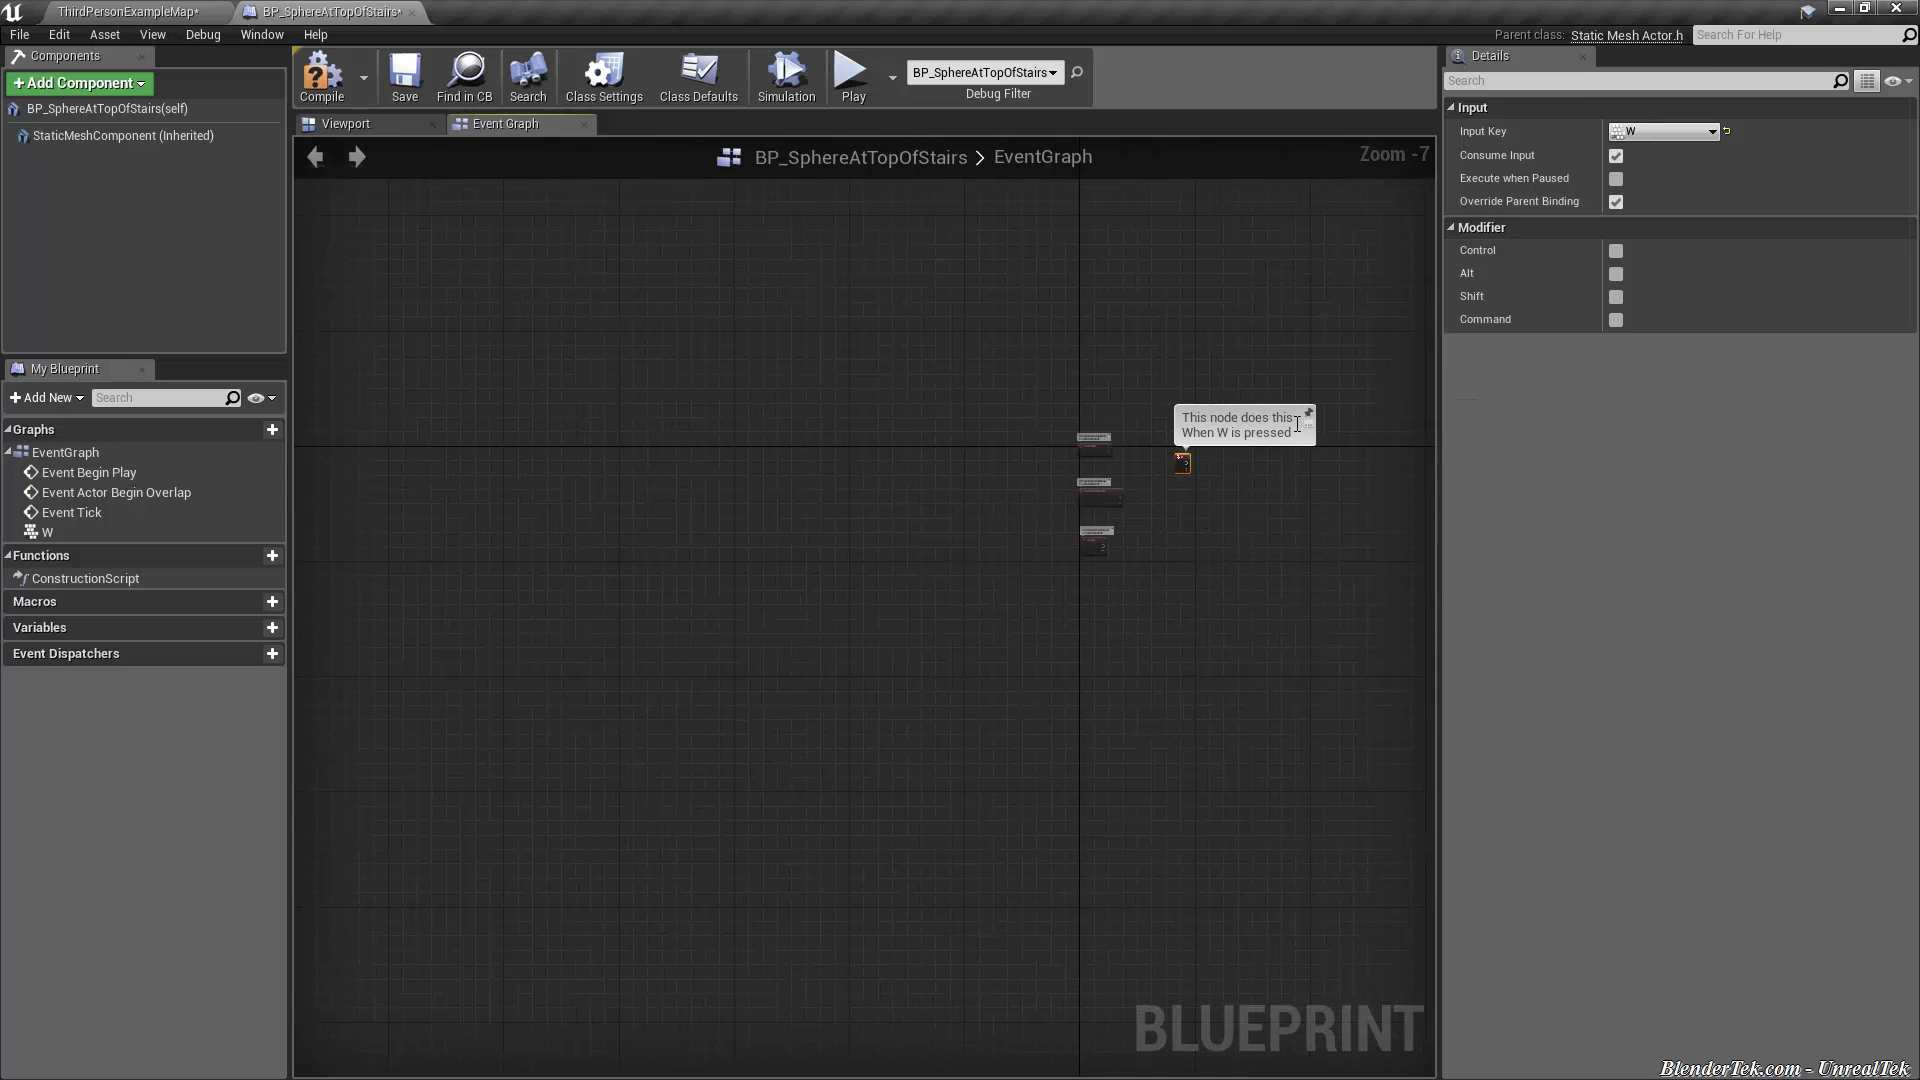 ThirdPersonExampleMap*
BP_SphereAtTopOfStairs*
File Edit Asset View Debug Window Help
Parent class: Static Mesh Actor.h
Search For Help
Components
+Add Component
BP_SphereAtTopOfStairs(self)
StaticMeshComponent (Inherited)
Compile
Save
Find in CB
Search
Class Settings
Class Defaults
Simulation
Play
BP_SphereAtTopOfStairs
Debug Filter
Viewport
Event Graph
BP_SphereAtTopOfStairs > EventGraph
Zoom -7
This node does this
When W is pressed
BLUEPRINT
My Blueprint
+Add New
Search
Graphs
EventGraph
Event Begin Play
Event Actor Begin Overlap
Event Tick
W
Functions
ConstructionScript
Macros
Variables
Event Dispatchers
Details
Search
Input
Input Key W
Consume Input
Execute when Paused
Override Parent Binding
Modifier
Control
Alt
Shift
Command
BlenderTek.com - UnrealTek